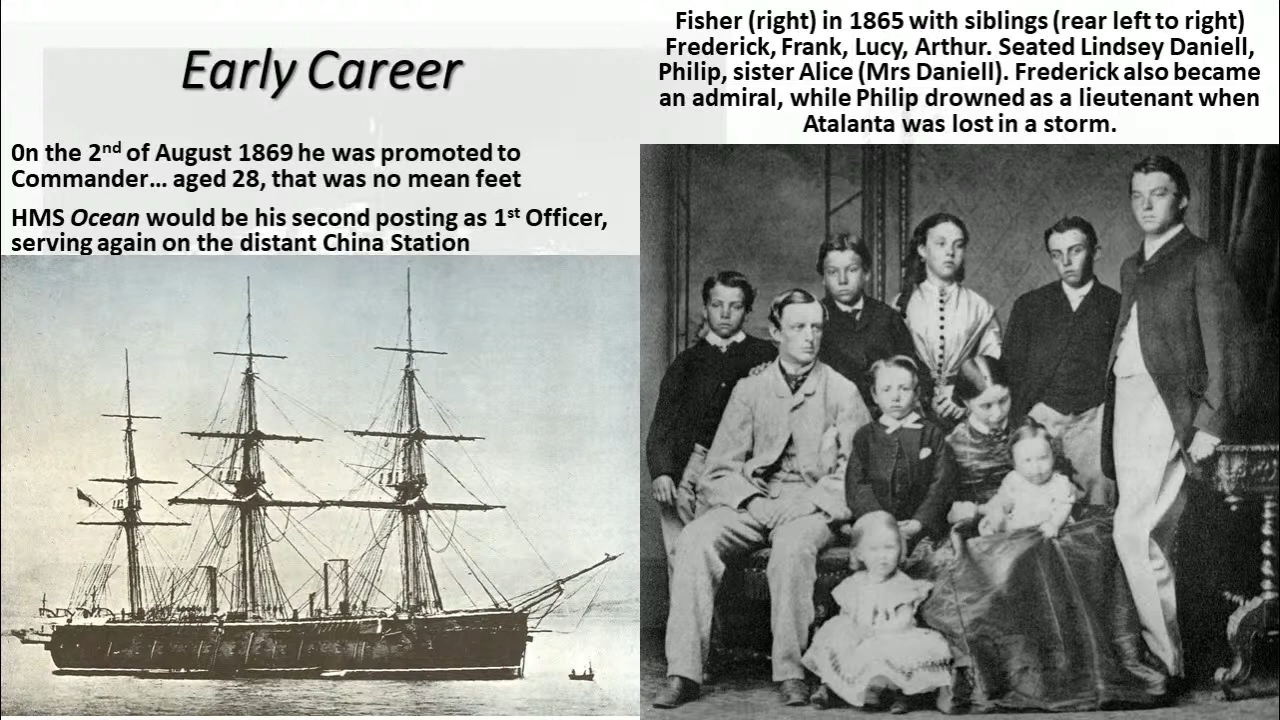 Early Career
0n the 2nd of August 1869 he was promoted to
Commander... aged 28, that was no mean feet
HMS Ocean would be his second posting as 1st Officer,
serving again on the distant China Station
Fisher (right) in 1865 with siblings (rear left to right)
Frederick, Frank, Lucy, Arthur. Seated Lindsey Daniell,
Philip, sister Alice (Mrs Daniell). Frederick also became
an admiral, while Philip drowned as a lieutenant when
Atalanta was lost in a storm.